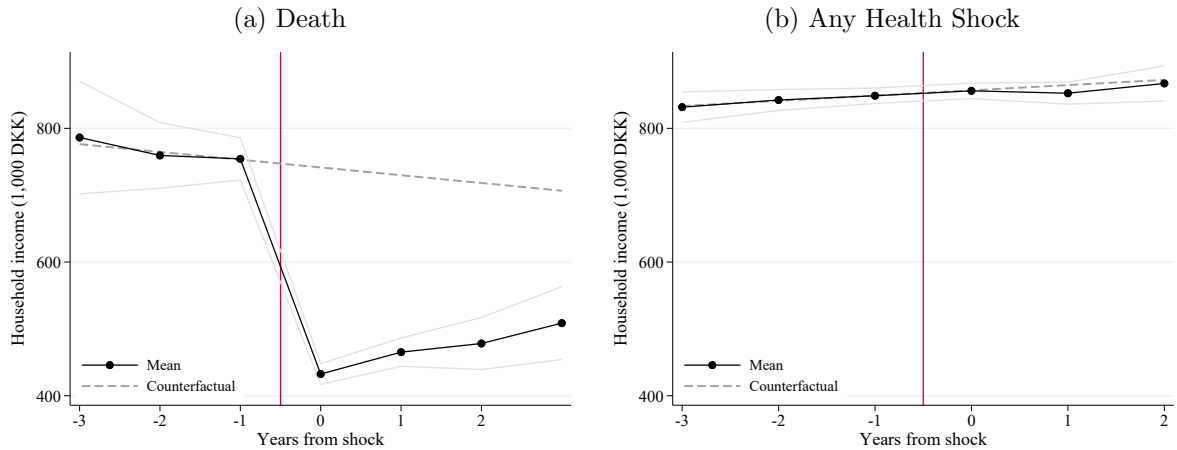 (a) Death
Household income (1,000 DKK)
800
600
400
Mean
Counterfactual
-3 -2 -1 0 1 2
Years from shock
(b) Any Health Shock
Household income (1,000 DKK)
800
600
400
Mean
Counterfactual
-3 -2 -1 0 1 2
Years from shock